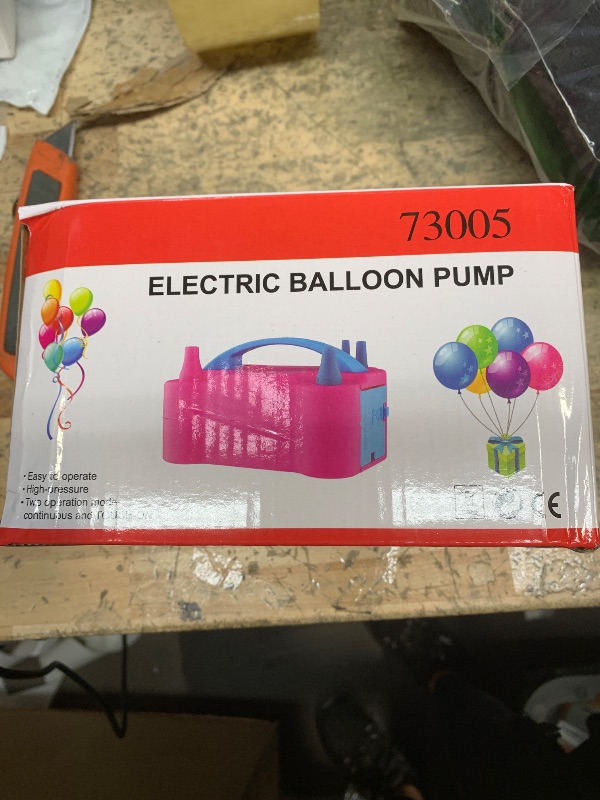 73005
ELECTRIC BALLOON PUMP
•Easy to operate
•High-pressure
•Two operation mode
continuous and
CE